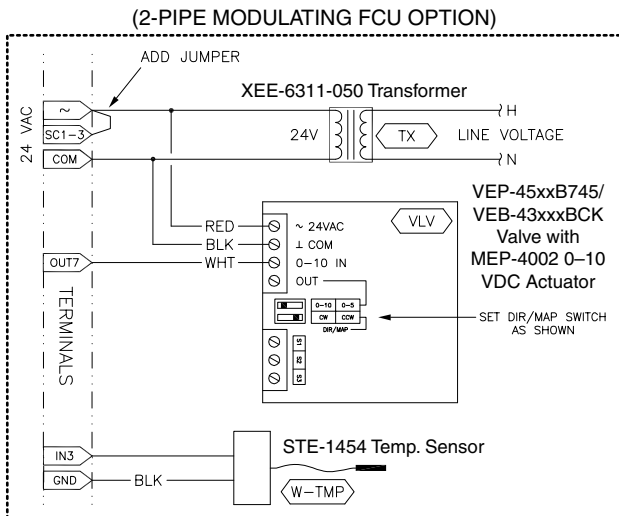 (2-PIPE MODULATING FCU OPTION)
ADD JUMPER
XEE-6311-050 Transformer
24 VAC
~
SC1-3
COM
24V
TX
LINE VOLTAGE
H
N
VEP-45xxB745/
VEB-43xxxBCK
Valve with
MEP-4002 0–10
VDC Actuator
VLV
RED
~ 24VAC
BLK
⊥ COM
OUT7
WHT
0–10 IN
OUT
0-10
0-5
CW
CCW
DIR/MAP
SET DIR/MAP SWITCH
AS SHOWN
S1
S2
S3
TERMINALS
IN3
GND
BLK
STE-1454 Temp. Sensor
W-TMP